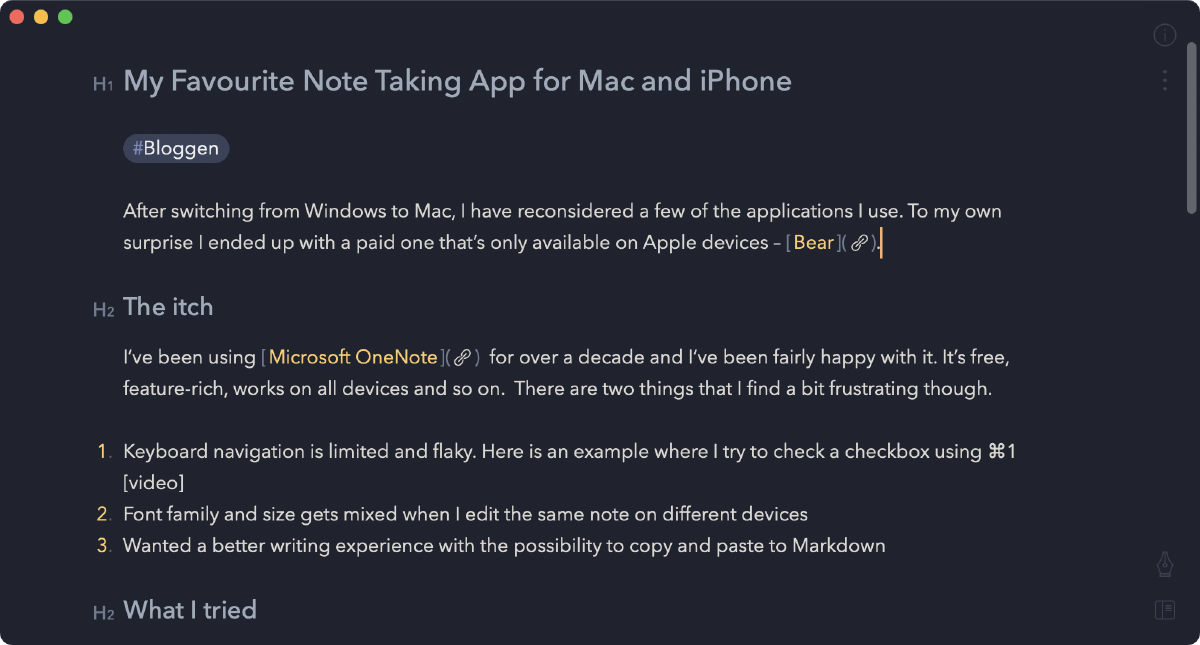 H1 My Favourite Note Taking App for Mac and iPhone
#Bloggen
After switching from Windows to Mac, I have reconsidered a few of the applications I use. To my own
surprise I ended up with a paid one that’s only available on Apple devices – [Bear](🔗).
H2 The itch
I’ve been using [Microsoft OneNote](🔗) for over a decade and I’ve been fairly happy with it. It’s free,
feature-rich, works on all devices and so on.  There are two things that I find a bit frustrating though.
1. Keyboard navigation is limited and flaky. Here is an example where I try to check a checkbox using ⌘1
[video]
2. Font family and size gets mixed when I edit the same note on different devices
3. Wanted a better writing experience with the possibility to copy and paste to Markdown
H2 What I tried